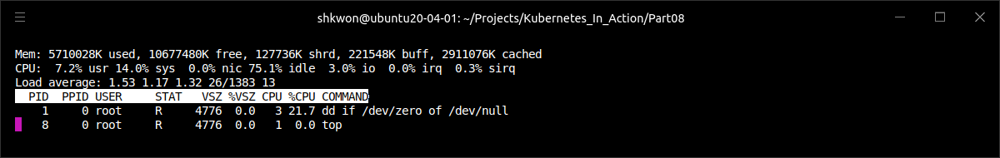 shkwon@ubuntu20-04-01: ~/Projects/Kubernetes_In_Action/Part08
Mem: 5710028K used, 10677480K free, 127736K shrd, 221548K buff, 2911076K cached
CPU:  7.2% usr 14.0% sys  0.0% nic 75.1% idle  3.0% io  0.0% irq  0.3% sirq
Load average: 1.53 1.17 1.32 26/1383 13
  PID  PPID USER     STAT   VSZ %VSZ CPU %CPU COMMAND
    1     0 root     R     4776  0.0   3 21.7 dd if /dev/zero of /dev/null
    8     0 root     R     4776  0.0   1  0.0 top